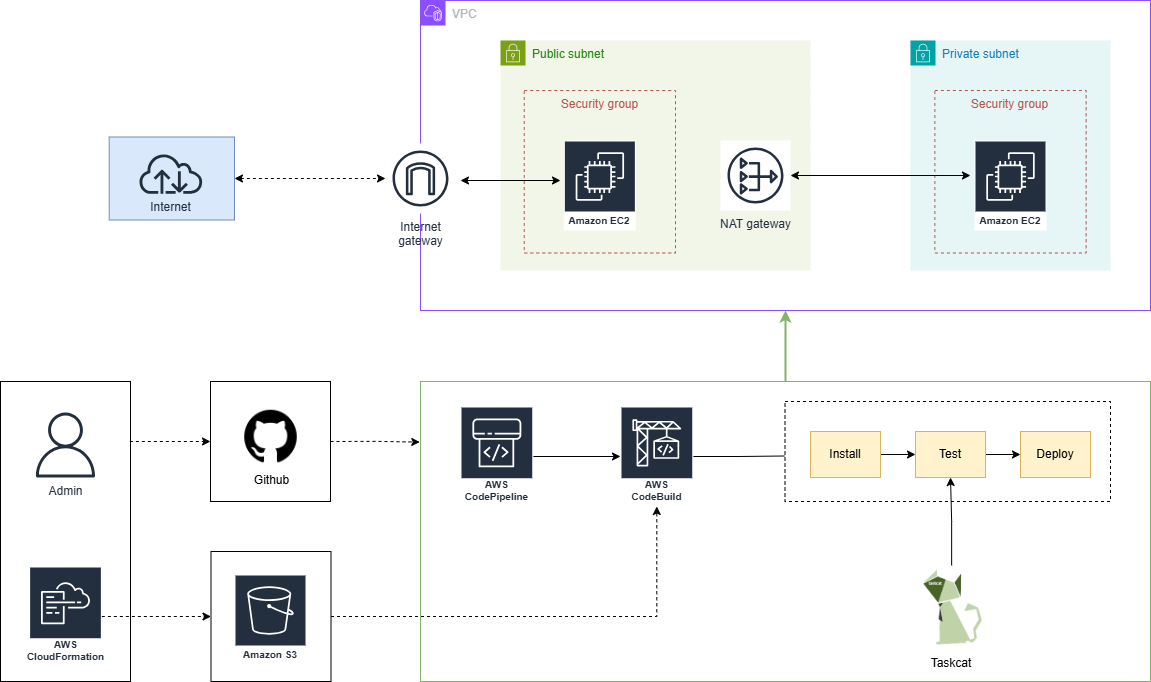 VPC
Public subnet
Private subnet
Security group
Security group
Internet
Internet
gateway
Amazon EC2
NAT gateway
Amazon EC2
Admin
Github
AWS
CodePipeline
AWS
CodeBuild
Install
Test
Deploy
AWS
CloudFormation
Amazon S3
taskcat
Taskcat